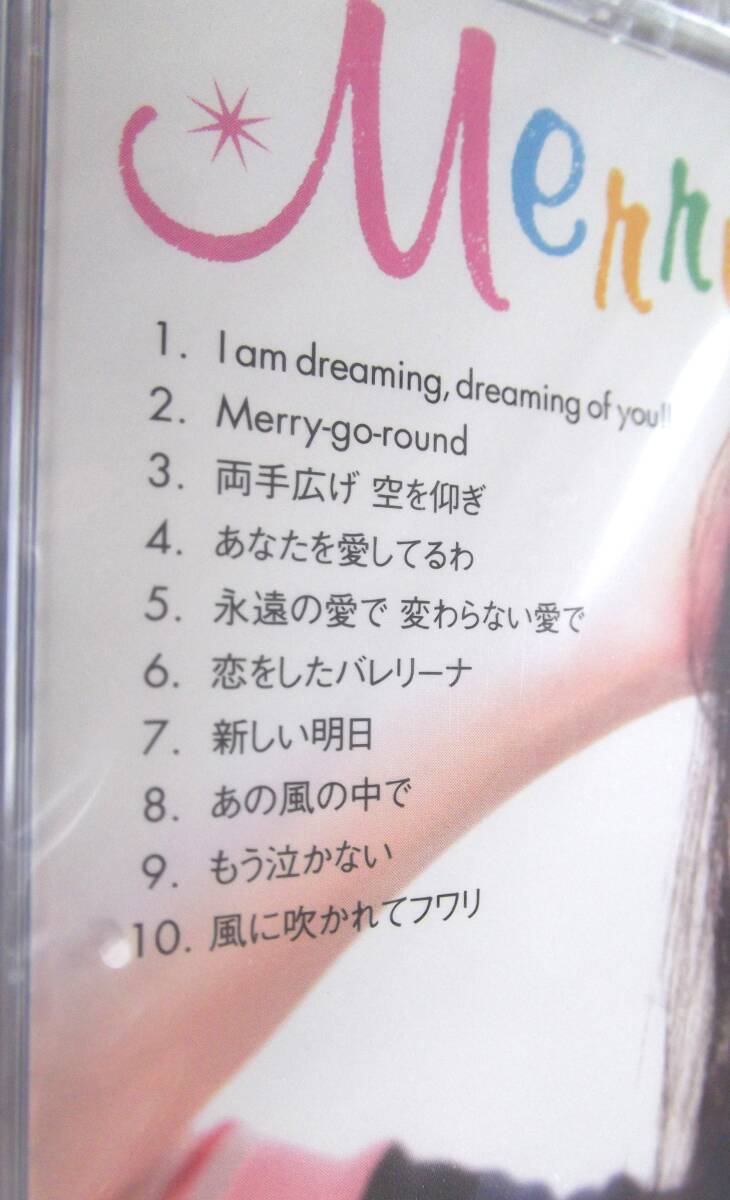 Merr
1. I am dreaming, dreaming of you!!
2. Merry-go-round
3. 両手広げ 空を仰ぎ
4. あなたを愛してるわ
5. 永遠の愛で 変わらない愛で
6. 恋をしたバレリーナ
7. 新しい明日
8. あの風の中で
9. もう泣かない
10. 風に吹かれてフワリ